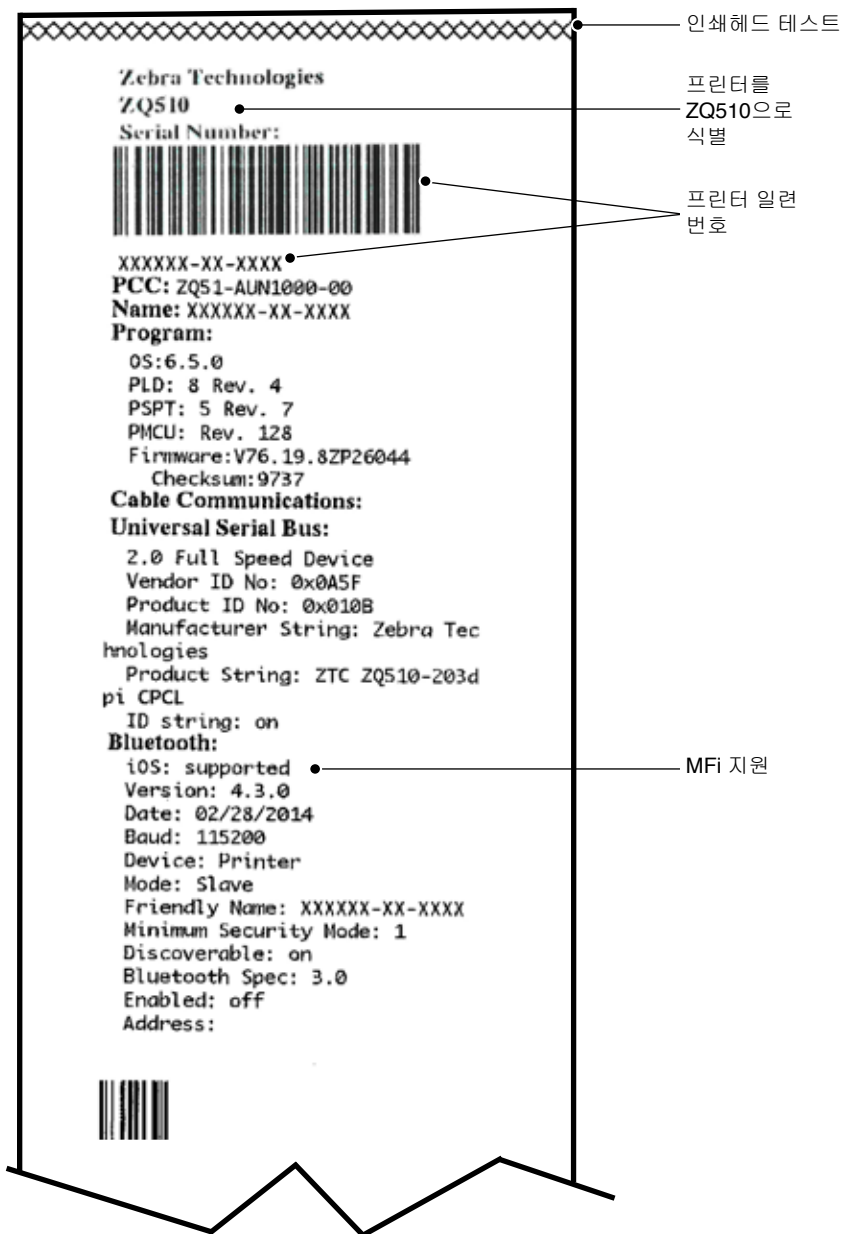 인쇄헤드 테스트
Zebra Technologies
ZQ510
Serial Number:
프린터를
ZQ510으로
식별
프린터 일련
번호
XXXXXX-XX-XXXX
PCC: ZQ51-AUN1000-00
Name: XXXXXX-XX-XXXX
Program:
OS:6.5.0
PLD: 8 Rev. 4
PSPT: 5 Rev. 7
PMCU: Rev. 128
Firmware:V76.19.8ZP26044
Checksum:9737
Cable Communications:
Universal Serial Bus:
2.0 Full Speed Device
Vendor ID No: 0x0A5F
Product ID No: 0x010B
Manufacturer String: Zebra Tec
hnologies
Product String: ZTC ZQ510-203d
pi CPCL
ID string: on
Bluetooth:
iOS: supported
MFi 지원
Version: 4.3.0
Date: 02/28/2014
Baud: 115200
Device: Printer
Mode: Slave
Friendly Name: XXXXXX-XX-XXXX
Minimum Security Mode: 1
Discoverable: on
Bluetooth Spec: 3.0
Enabled: off
Address: